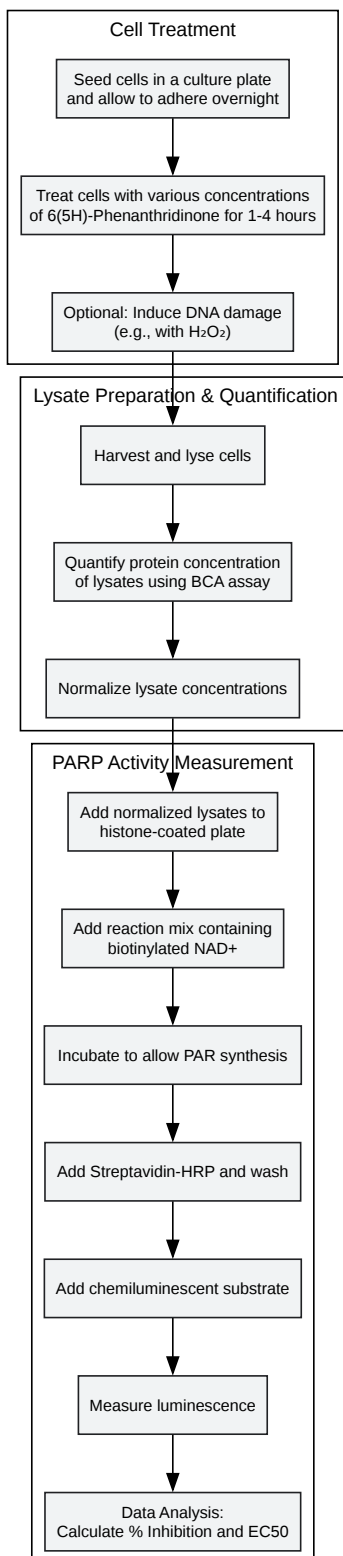 Cell Treatment
Seed cells in a culture plate
and allow to adhere overnight
Treat cells with various concentrations
of 6(5H)-Phenanthridinone for 1-4 hours
Optional: Induce DNA damage
(e.g., with H₂O₂)
Lysate Preparation & Quantification
Harvest and lyse cells
Quantify protein concentration
of lysates using BCA assay
Normalize lysate concentrations
PARP Activity Measurement
Add normalized lysates to
histone-coated plate
Add reaction mix containing
biotinylated NAD+
Incubate to allow PAR synthesis
Add Streptavidin-HRP and wash
Add chemiluminescent substrate
Measure luminescence
Data Analysis:
Calculate % Inhibition and EC50